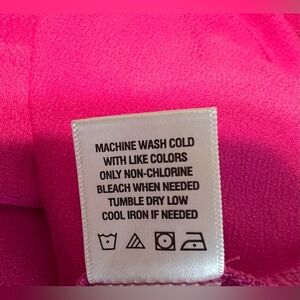 MACHINE WASH COLD
WITH LIKE COLORS
ONLY NON-CHLORINE
BLEACH WHEN NEEDED
TUMBLE DRY LOW
COOL IRON IF NEEDED